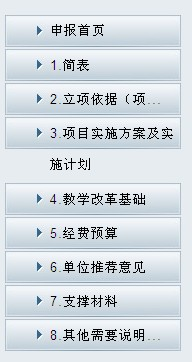 申报首页
1.简表
2.立项依据（项...
3.项目实施方案及实
施计划
4.教学改革基础
5.经费预算
6.单位推荐意见
7.支撑材料
8.其他需要说明...